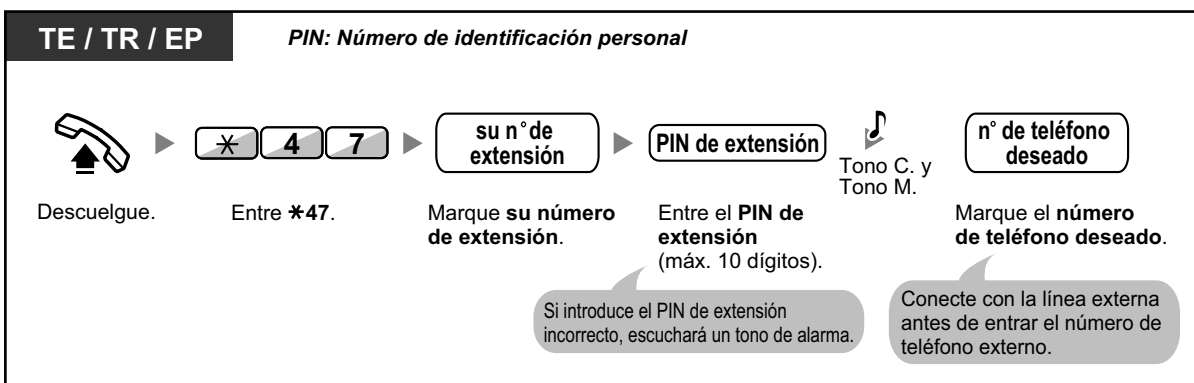 TE / TR / EP
PIN: Número de identificación personal
* 4 7
su n° de
extensión
PIN de extensión
Tono C. y
Tono M.
n° de teléfono
deseado
Descuelgue.
Entre *47.
Marque su número
de extensión.
Entre el PIN de
extensión
(máx. 10 dígitos).
Marque el número
de teléfono deseado.
Si introduce el PIN de extensión
incorrecto, escuchará un tono de alarma.
Conecte con la línea externa
antes de entrar el número de
teléfono externo.